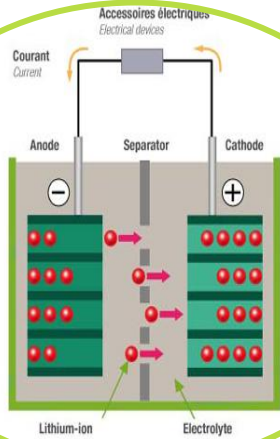 Accessoires électriques
Electrical devices
Courant
Current
Anode
Separator
Cathode
−
+
Lithium-ion
Electrolyte